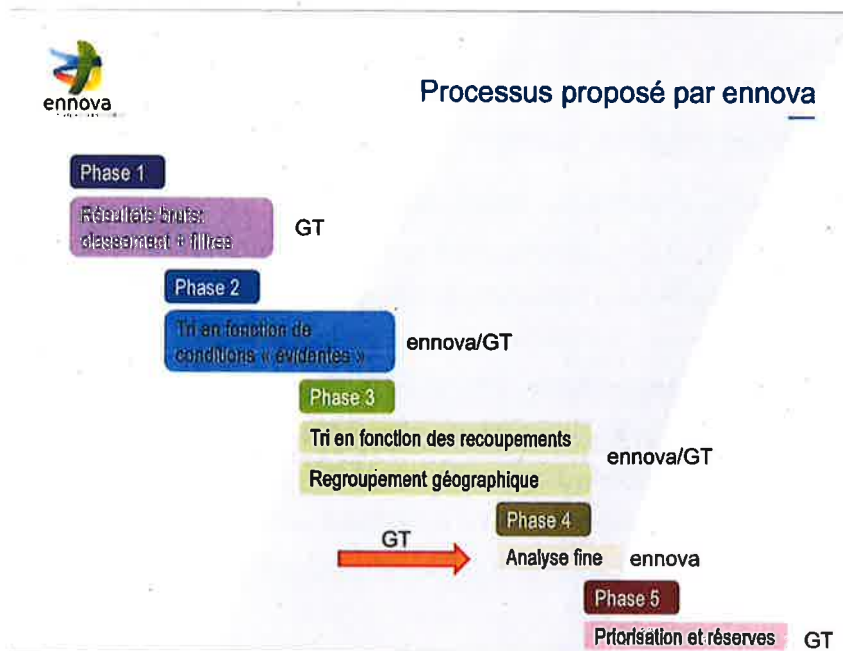 ennova
Processus proposé par ennova
Phase 1
Résultats bruts:
classement + filtres
GT
Phase 2
Tri en fonction de
conditions « évidentes »
ennova/GT
Phase 3
Tri en fonction des recoupements
Regroupement géographique
ennova/GT
Phase 4
GT
Analyse fine
ennova
Phase 5
Priorisation et réserves
GT